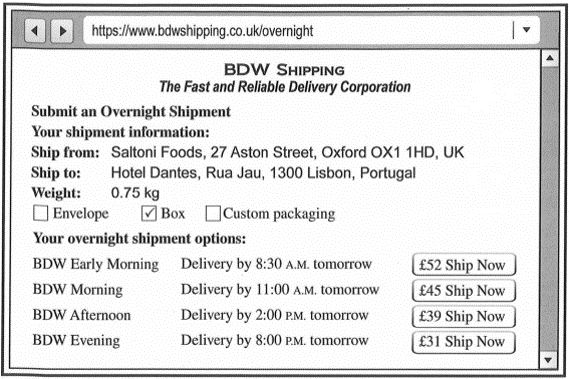 https://www.bdwshipping.co.uk/overnight
BDW SHIPPING
The Fast and Reliable Delivery Corporation
Submit an Overnight Shipment
Your shipment information:
Ship from: Saltoni Foods, 27 Aston Street, Oxford OX1 1HD, UK
Ship to: Hotel Dantes, Rua Jau, 1300 Lisbon, Portugal
Weight: 0.75 kg
Envelope Box Custom packaging
Your overnight shipment options:
BDW Early Morning Delivery by 8:30 A.M. tomorrow £52 Ship Now
BDW Morning Delivery by 11:00 A.M. tomorrow £45 Ship Now
BDW Afternoon Delivery by 2:00 P.M. tomorrow £39 Ship Now
BDW Evening Delivery by 8:00 P.M. tomorrow £31 Ship Now